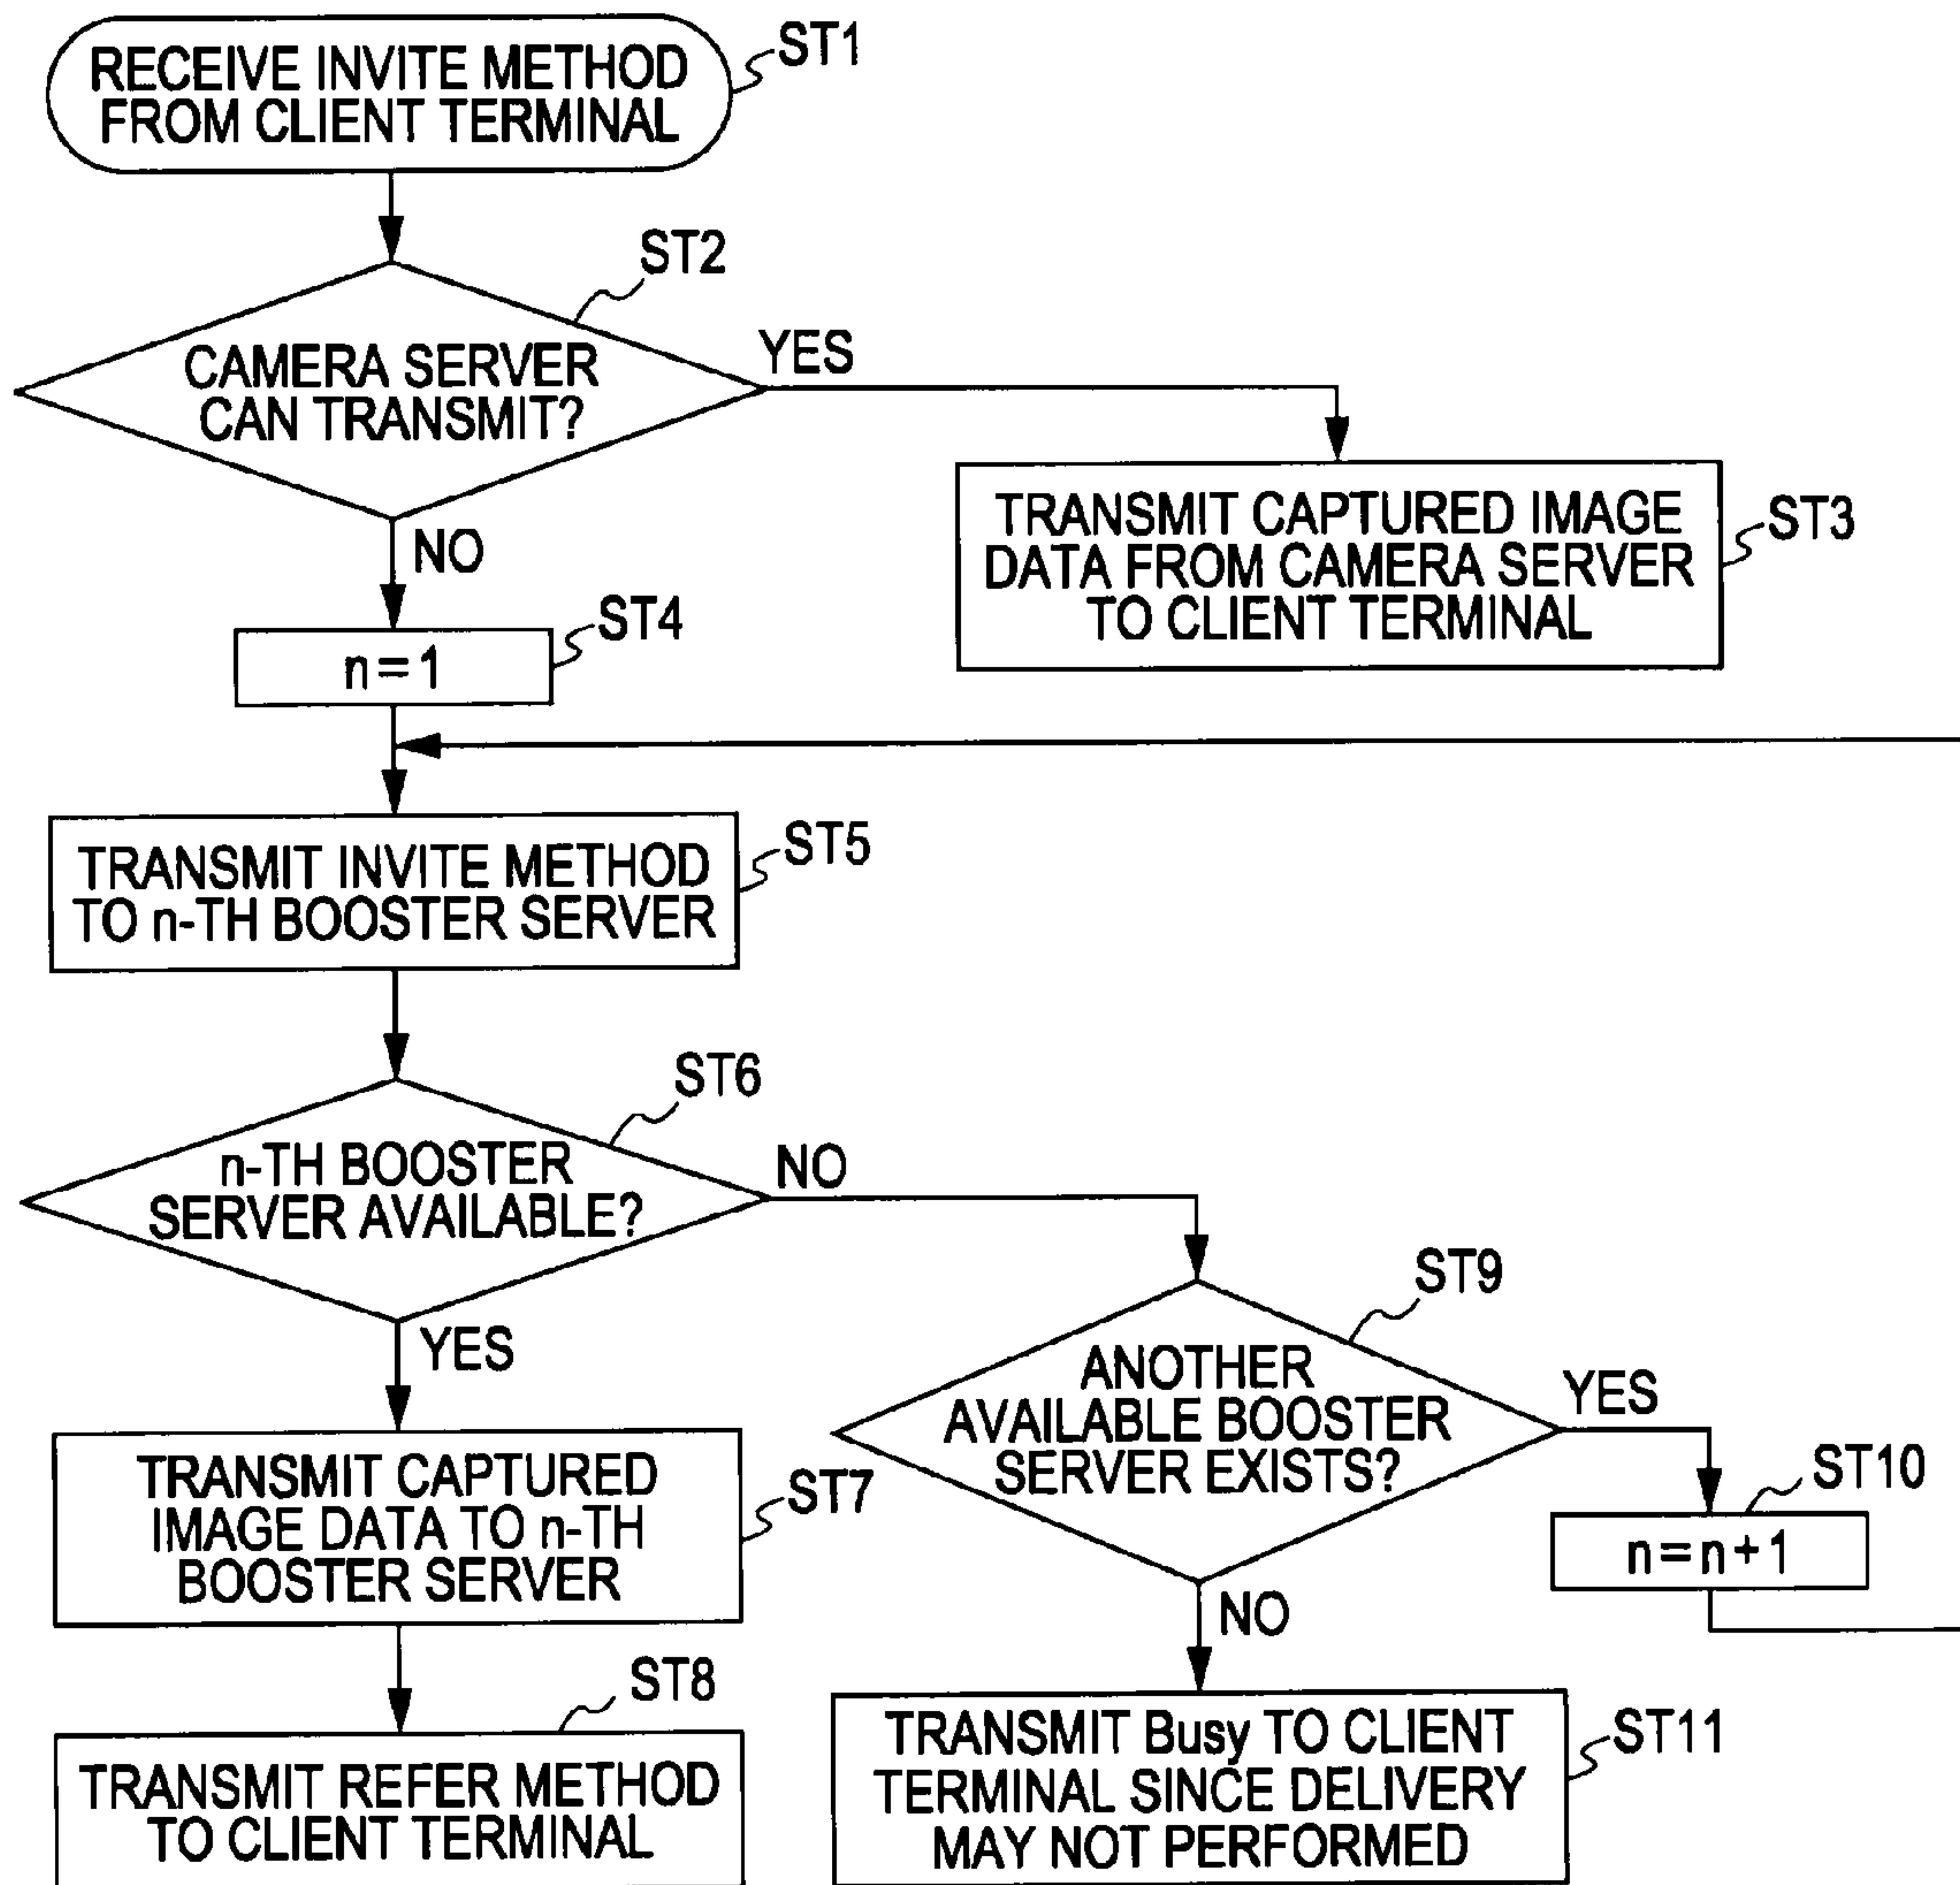 RECEIVE INVITE METHOD
FROM CLIENT TERMINAL
ST1
ST2
CAMERA SERVER
CAN TRANSMIT?
YES
NO
TRANSMIT CAPTURED IMAGE
DATA FROM CAMERA SERVER
TO CLIENT TERMINAL
ST3
ST4
n=1
TRANSMIT INVITE METHOD
TO n-TH BOOSTER SERVER
ST5
ST6
n-TH BOOSTER
SERVER AVAILABLE?
NO
YES
ST9
ANOTHER
AVAILABLE BOOSTER
SERVER EXISTS?
YES
ST10
n=n+1
NO
TRANSMIT CAPTURED
IMAGE DATA TO n-TH
BOOSTER SERVER
ST7
ST8
TRANSMIT REFER METHOD
TO CLIENT TERMINAL
TRANSMIT Busy TO CLIENT
TERMINAL SINCE DELIVERY
MAY NOT PERFORMED
ST11